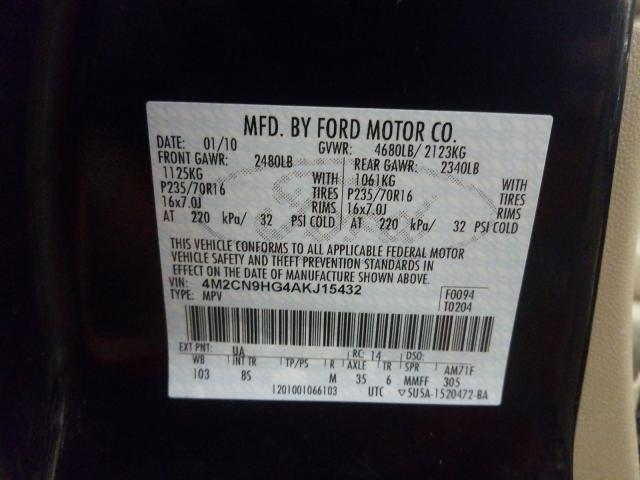 MFD. BY FORD MOTOR CO.
DATE: 01/10 GVWR: 4680LB/ 2123KG
FRONT GAWR: 2480LB REAR GAWR: 2340LB
1125KG WITH 1061KG WITH
P235/70R16 TIRES P235/70R16 TIRES
16x7.0J RIMS 16x7.0J RIMS
AT 220 kPa/ 32 PSI COLD AT 220 kPa/ 32 PSI COLD
THIS VEHICLE CONFORMS TO ALL APPLICABLE FEDERAL MOTOR
VEHICLE SAFETY AND THEFT PREVENTION STANDARDS IN
EFFECT ON THE DATE OF MANUFACTURE SHOWN ABOVE.
VIN: 4M2CN9HG4AKJ15432 F0094
TYPE: MPV T0204
EXT PNT: UA RC: 14 DSO:
WB INT TR TP/PS R AXLE TR SPR AM71F
103 85 M 35 6 MMFF 305
1201001066103 UTC ▽5U5A-1520472-BA
Ford